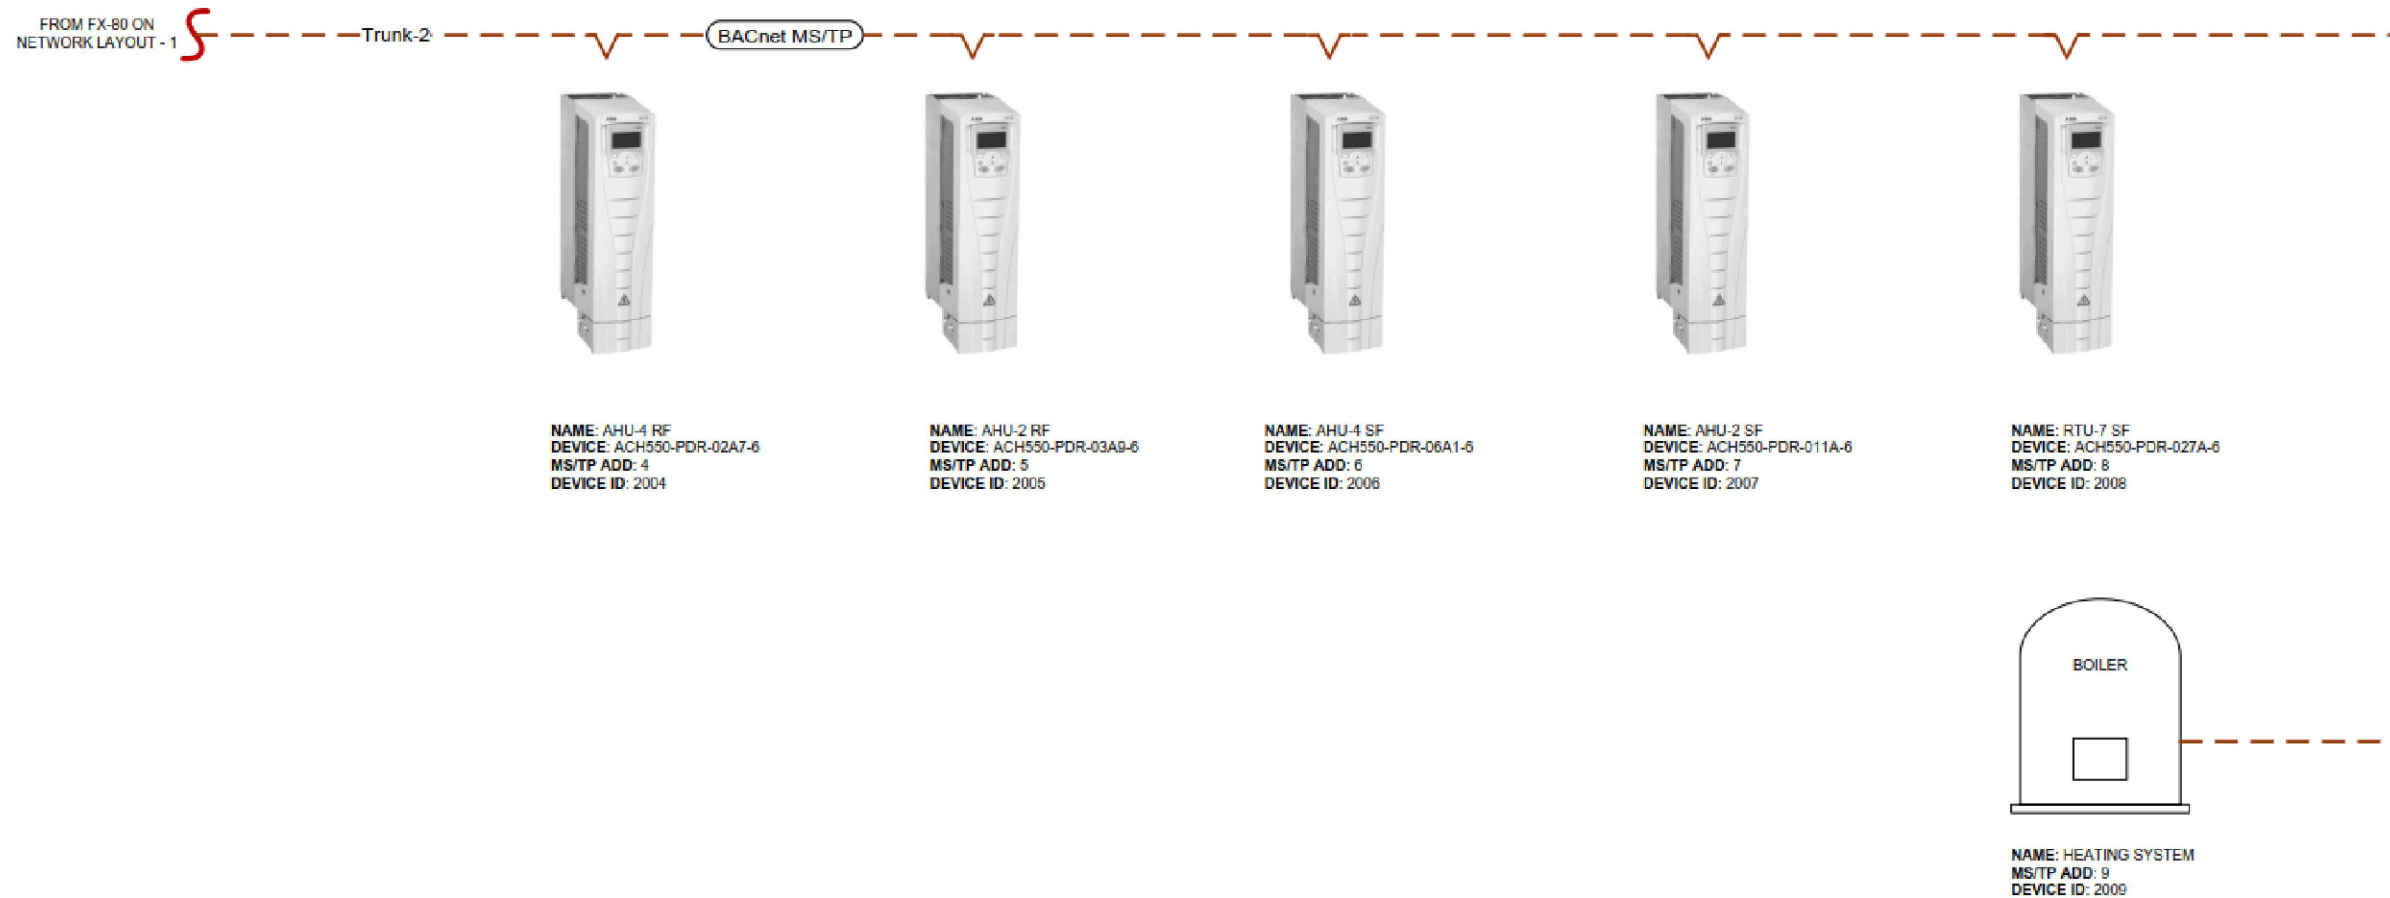 FROM FX-80 ON
NETWORK LAYOUT - 1
Trunk-2
BACnet MS/TP
ABB
ABB
ABB
ABB
ABB
NAME: AHU-4 RF
DEVICE: ACH550-PDR-02A7-6
MS/TP ADD: 4
DEVICE ID: 2004
NAME: AHU-2 RF
DEVICE: ACH550-PDR-03A9-6
MS/TP ADD: 5
DEVICE ID: 2005
NAME: AHU-4 SF
DEVICE: ACH550-PDR-06A1-6
MS/TP ADD: 6
DEVICE ID: 2006
NAME: AHU-2 SF
DEVICE: ACH550-PDR-011A-6
MS/TP ADD: 7
DEVICE ID: 2007
NAME: RTU-7 SF
DEVICE: ACH550-PDR-027A-6
MS/TP ADD: 8
DEVICE ID: 2008
BOILER
NAME: HEATING SYSTEM
MS/TP ADD: 9
DEVICE ID: 2009